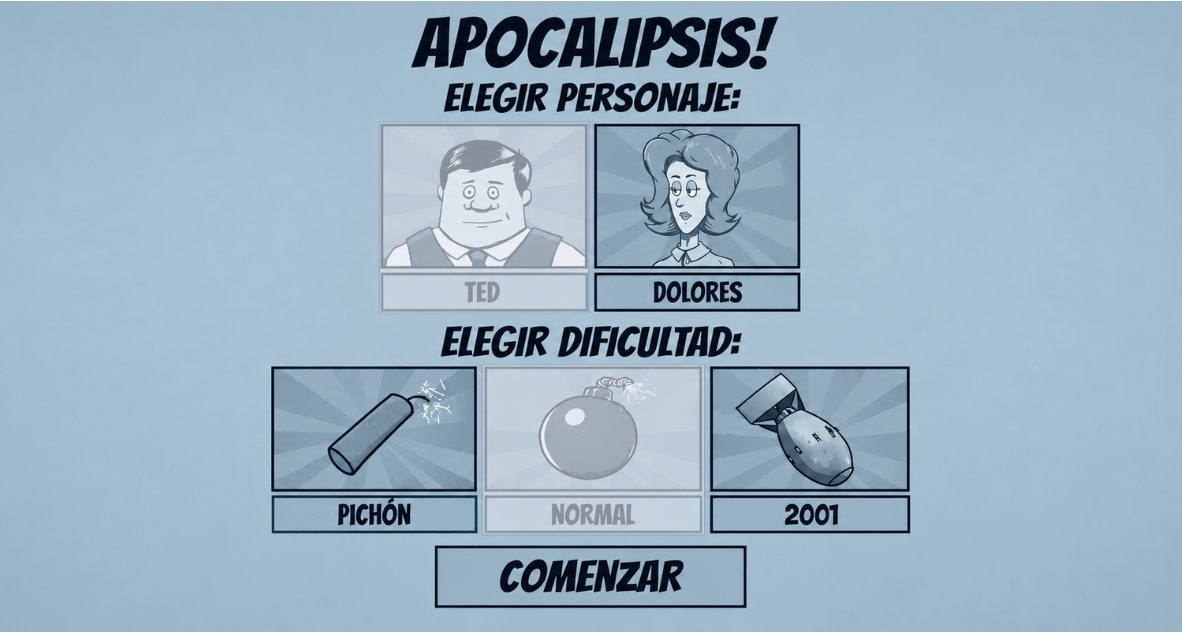 APOCALIPSIS!
ELEGIR PERSONAJE:
TED
DOLORES
ELEGIR DIFICULTAD:
PICHÓN
NORMAL
2001
COMENZAR